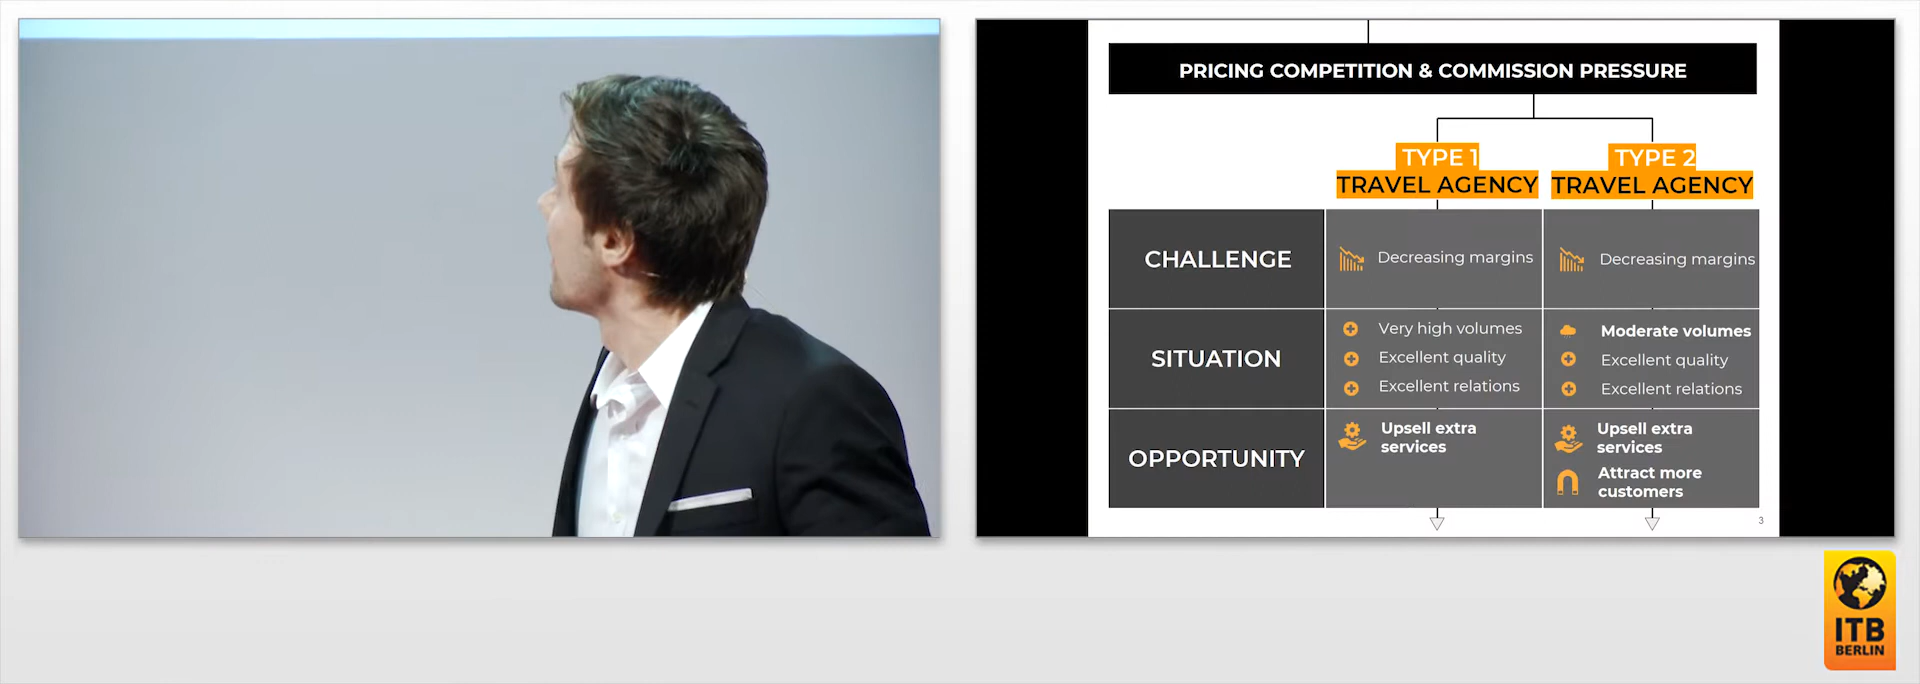 PRICING COMPETITION & COMMISSION PRESSURE
TYPE 1
TRAVEL AGENCY
TYPE 2
TRAVEL AGENCY
CHALLENGE
Decreasing margins
Decreasing margins
SITUATION
Very high volumes
Excellent quality
Excellent relations
Moderate volumes
Excellent quality
Excellent relations
OPPORTUNITY
Upsell extra
services
Upsell extra
services
Attract more
customers
3
ITB
BERLIN